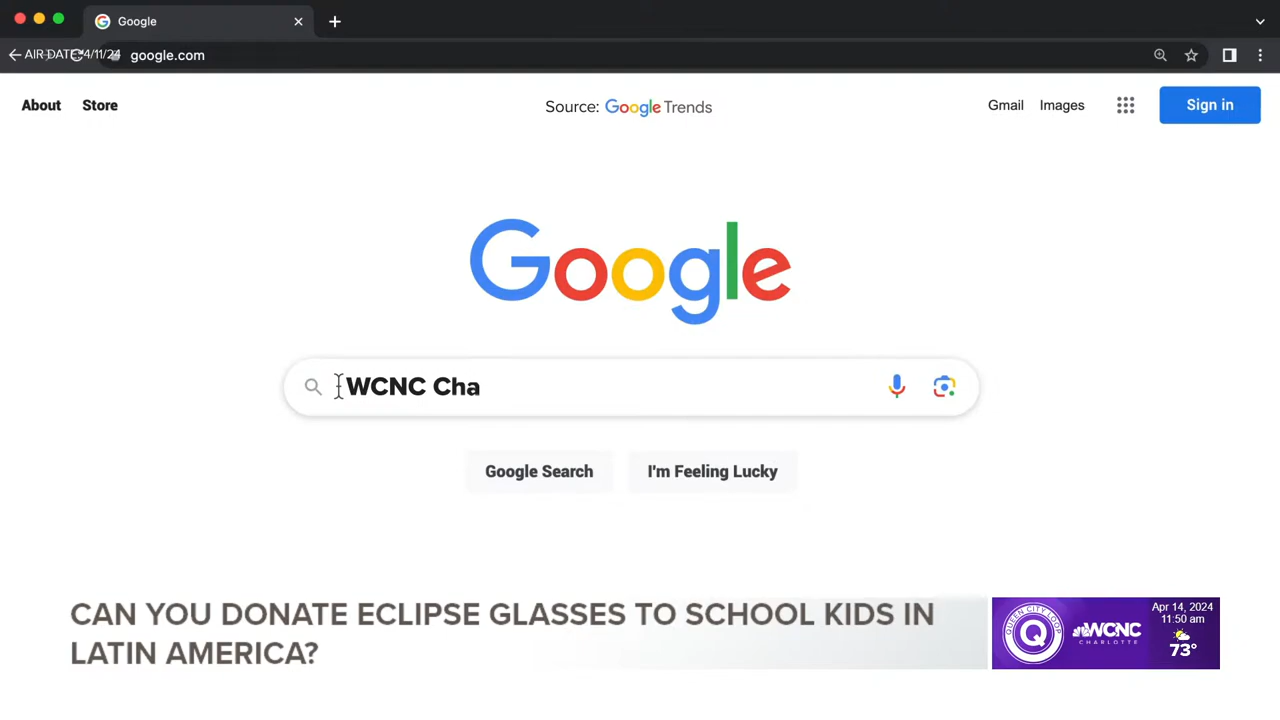 Google
AIR DATE 4/11/24
google.com
About Store
Source: Google Trends
Gmail Images
Sign in
Google
WCNC Cha
Google Search I'm Feeling Lucky
CAN YOU DONATE ECLIPSE GLASSES TO SCHOOL KIDS IN
LATIN AMERICA?
QUEEN CITY LOOP
Q
WCNC
CHARLOTTE
Apr 14, 2024
11:50 am
73°